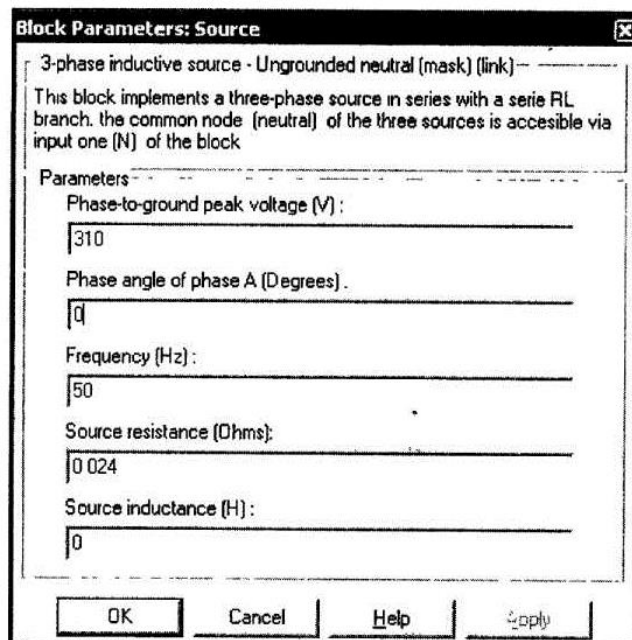 Block Parameters: Source
3-phase inductive source - Ungrounded neutral (mask) (link)
This block implements a three-phase source in series with a serie RL
branch. the common node (neutral) of the three sources is accesible via
input one (N) of the block
Parameters
Phase-to-ground peak voltage (V) :
310
Phase angle of phase A (Degrees) .
0
Frequency (Hz) :
50
Source resistance (Ohms):
0 024
Source inductance (H) :
0
OK Cancel Help Apply